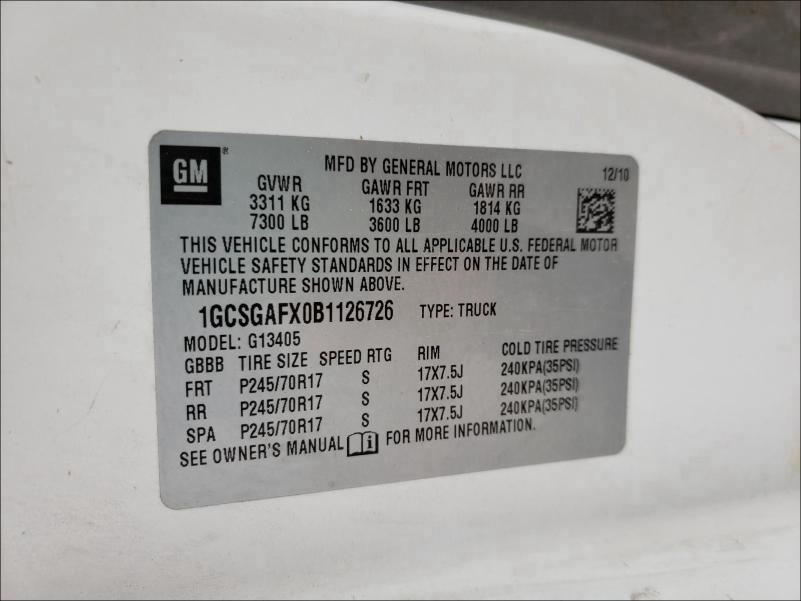 GM®
MFD BY GENERAL MOTORS LLC 12/10
GVWR GAWR FRT GAWR RR
3311 KG 1633 KG 1814 KG
7300 LB 3600 LB 4000 LB
THIS VEHICLE CONFORMS TO ALL APPLICABLE U.S. FEDERAL MOTOR
VEHICLE SAFETY STANDARDS IN EFFECT ON THE DATE OF
MANUFACTURE SHOWN ABOVE.
1GCSGAFX0B1126726 TYPE: TRUCK
MODEL: G13405
GBBB TIRE SIZE SPEED RTG RIM COLD TIRE PRESSURE
FRT P245/70R17 S 17X7.5J 240KPA(35PSI)
RR P245/70R17 S 17X7.5J 240KPA(35PSI)
SPA P245/70R17 S 17X7.5J 240KPA(35PSI)
SEE OWNER'S MANUAL i FOR MORE INFORMATION.